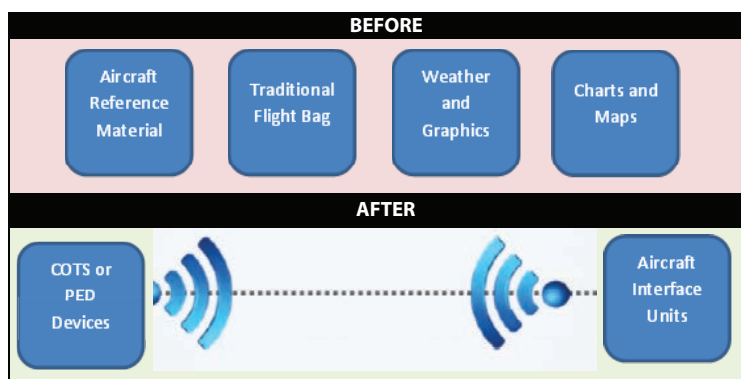 BEFORE
Aircraft
Reference
Material
Traditional
Flight Bag
Weather
and
Graphics
Charts and
Maps
AFTER
COTS or
PED
Devices
Aircraft
Interface
Units